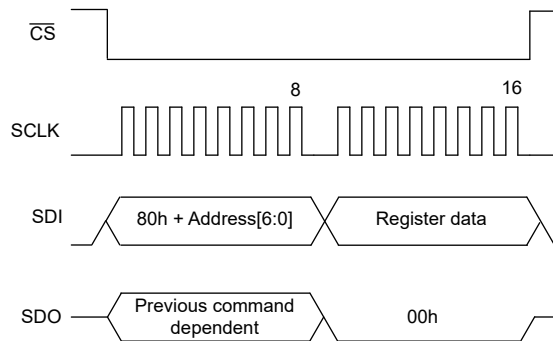 CS
8
16
SCLK
SDI
80h + Address[6:0]
Register data
SDO
Previous command
dependent
00h